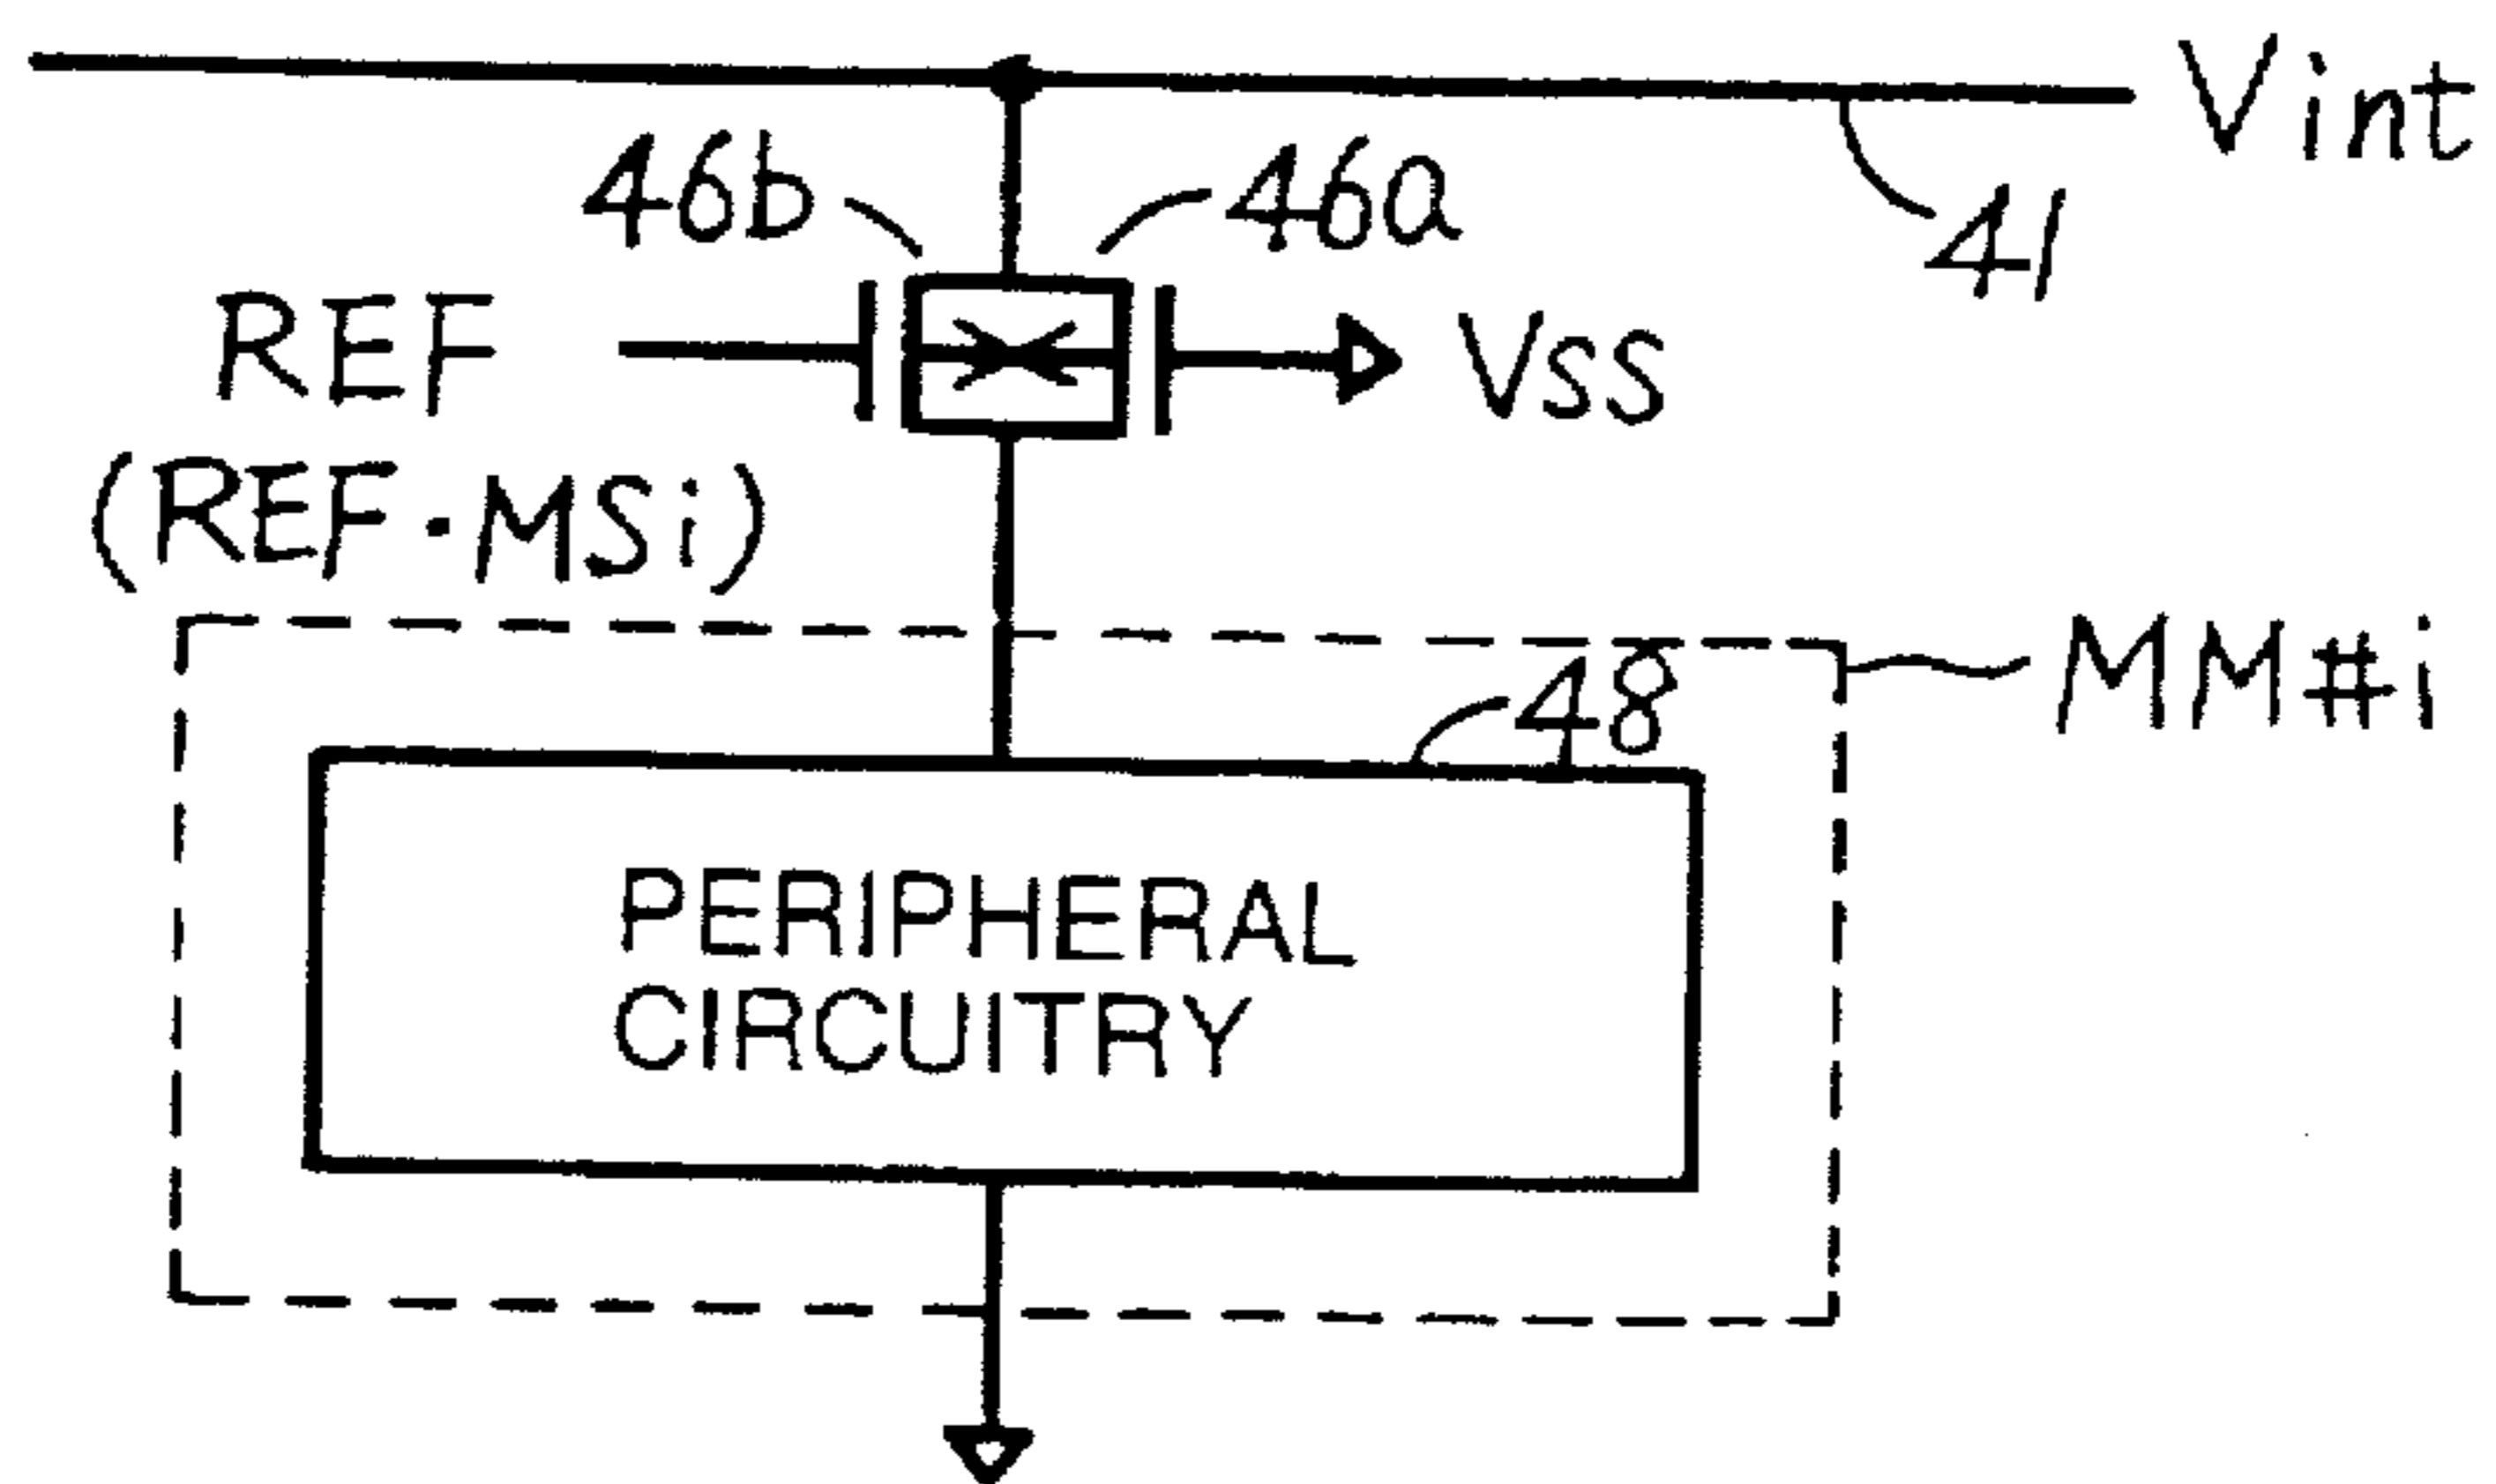 Vint
46b
46a
41
REF
Vss
(REF·MSi)
MM#i
48
PERIPHERAL
CIRCUITRY